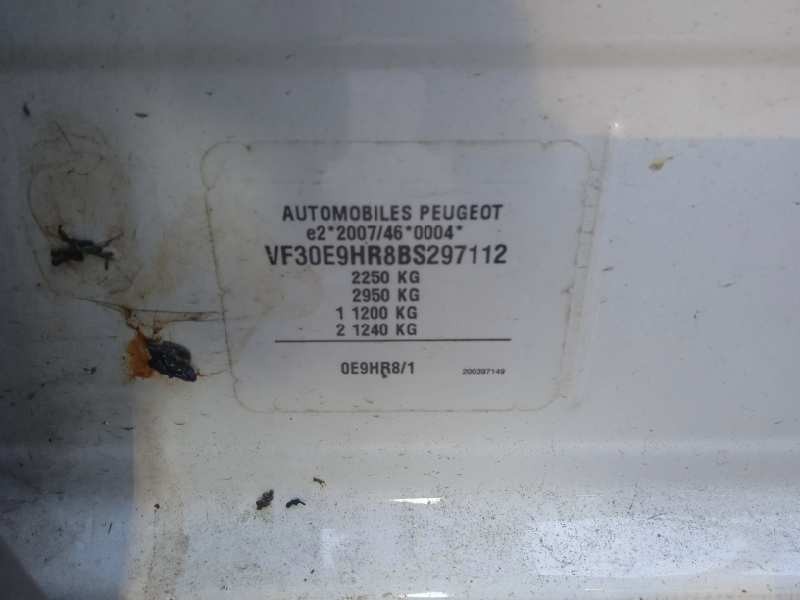 AUTOMOBILES PEUGEOT
e2*2007/46*0004*
VF30E9HR8BS297112
2250 KG
2950 KG
1 1200 KG
2 1240 KG
0E9HR8/1
200397149